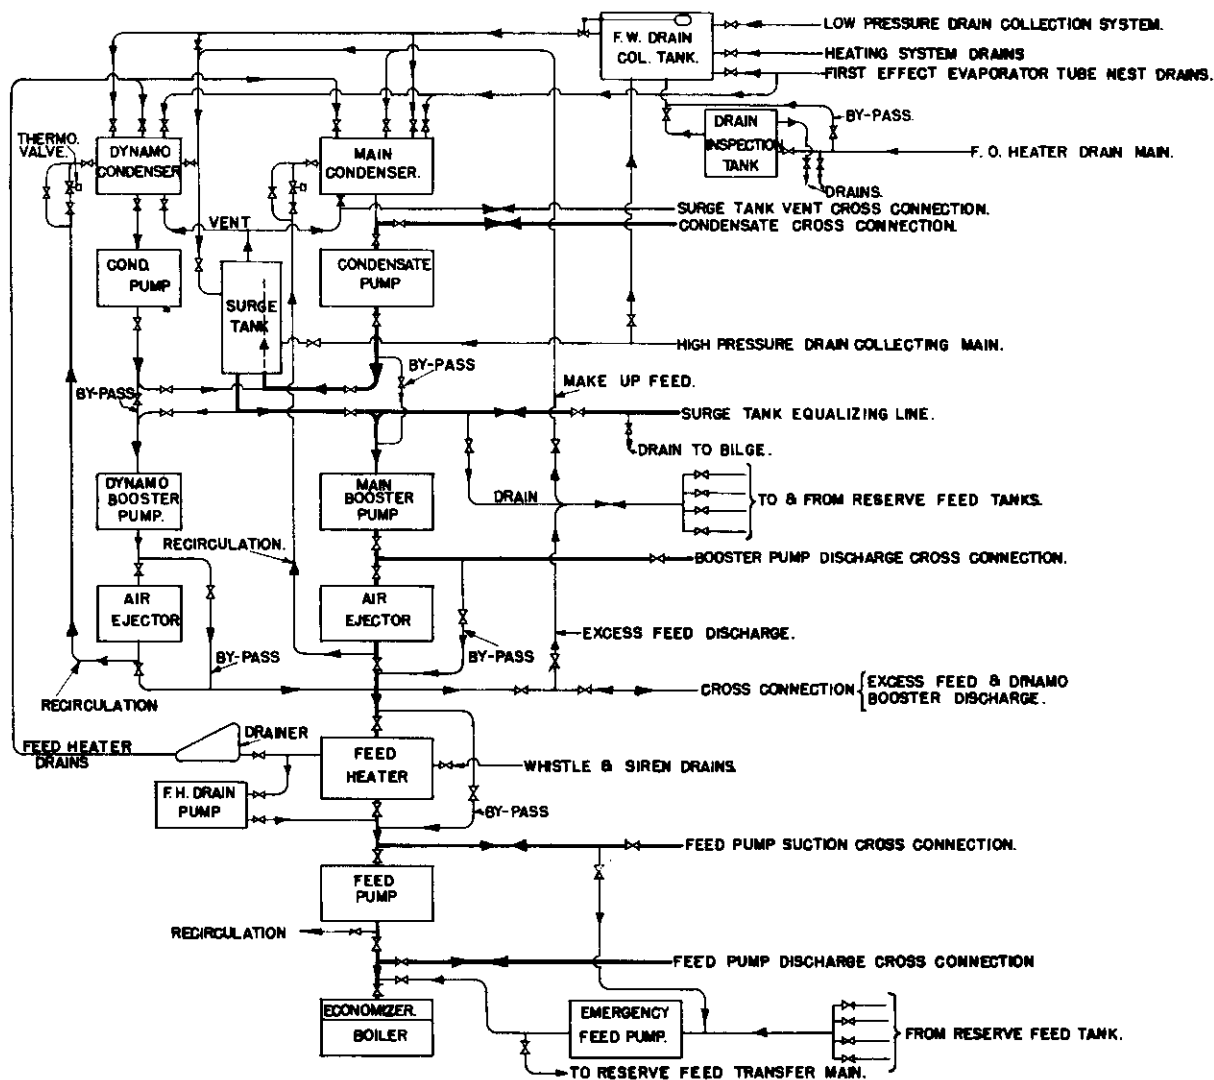 LOW PRESSURE DRAIN COLLECTION SYSTEM.
F.W. DRAIN
COL. TANK.
HEATING SYSTEM DRAINS
FIRST EFFECT EVAPORATOR TUBE NEST DRAINS.
BY-PASS.
DRAIN
INSPECTION
TANK
F. O. HEATER DRAIN MAIN.
DRAINS.
THERMO.
VALVE.
DYNAMO
CONDENSER
MAIN
CONDENSER.
SURGE TANK VENT CROSS CONNECTION.
CONDENSATE CROSS CONNECTION.
VENT
COND.
PUMP
SURGE
TANK
CONDENSATE
PUMP
HIGH PRESSURE DRAIN COLLECTING MAIN.
BY-PASS
MAKE UP FEED.
BY-PASS
SURGE TANK EQUALIZING LINE.
DRAIN TO BILGE.
DYNAMO
BOOSTER
PUMP.
MAIN
BOOSTER
PUMP
DRAIN
TO & FROM RESERVE FEED TANKS.
RECIRCULATION.
BOOSTER PUMP DISCHARGE CROSS CONNECTION.
AIR
EJECTOR
AIR
EJECTOR
EXCESS FEED DISCHARGE.
BY-PASS
BY-PASS
RECIRCULATION
CROSS CONNECTION
EXCESS FEED & DINAMO
BOOSTER DISCHARGE.
DRAINER
FEED HEATER
DRAINS
FEED
HEATER
WHISTLE & SIREN DRAINS.
F.H. DRAIN
PUMP
BY-PASS
FEED PUMP SUCTION CROSS CONNECTION.
FEED
PUMP
RECIRCULATION
FEED PUMP DISCHARGE CROSS CONNECTION
ECONOMIZER.
BOILER
EMERGENCY
FEED PUMP.
FROM RESERVE FEED TANK.
TO RESERVE FEED TRANSFER MAIN.